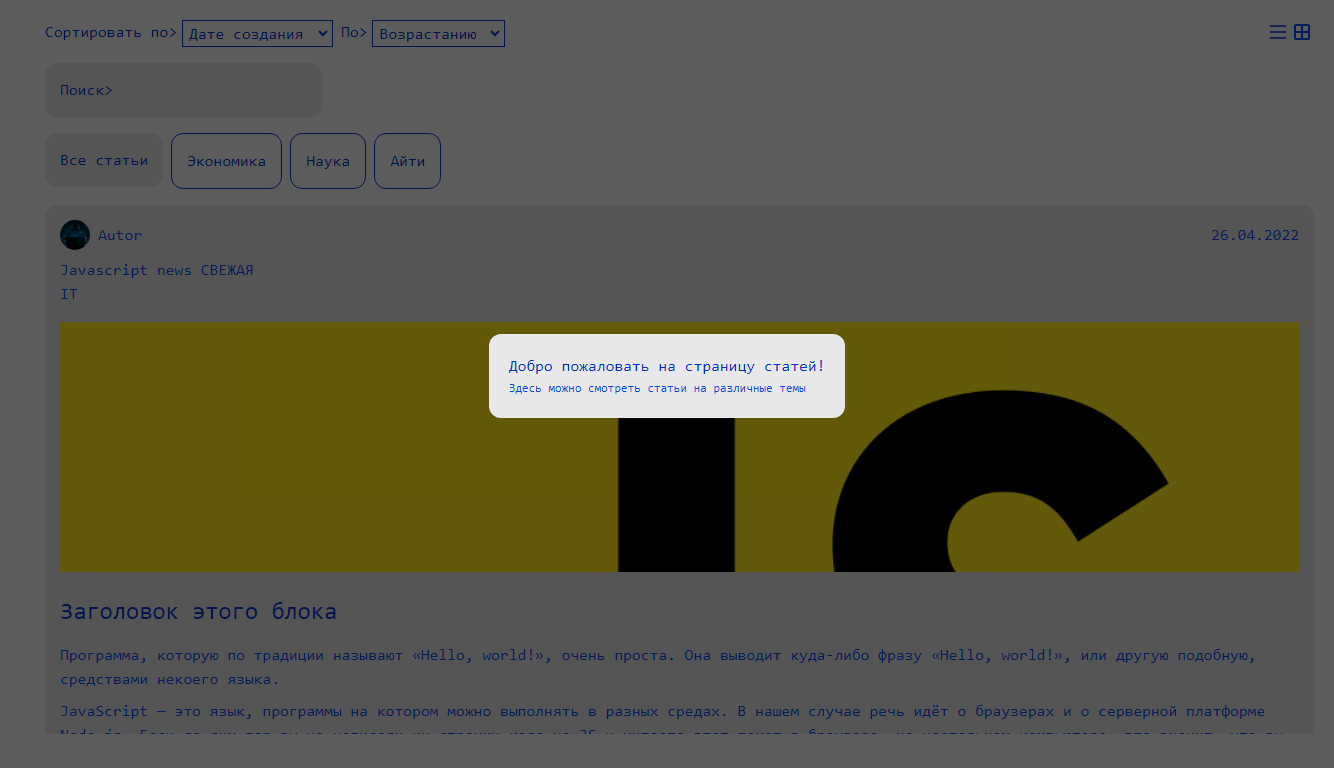 Сортировать по> Дате создания По> Возрастанию
Поиск>
Все статьи Экономика Наука Айти
Autor 26.04.2022
Javascript news СВЕЖАЯ
IT
Добро пожаловать на страницу статей!
Здесь можно смотреть статьи на различные темы
Заголовок этого блока
Программа, которую по традиции называют «Hello, world!», очень проста. Она выводит куда-либо фразу «Hello, world!», или другую подобную,
средствами некоего языка.
JavaScript — это язык, программы на котором можно выполнять в разных средах. В нашем случае речь идёт о браузерах и о серверной платформе